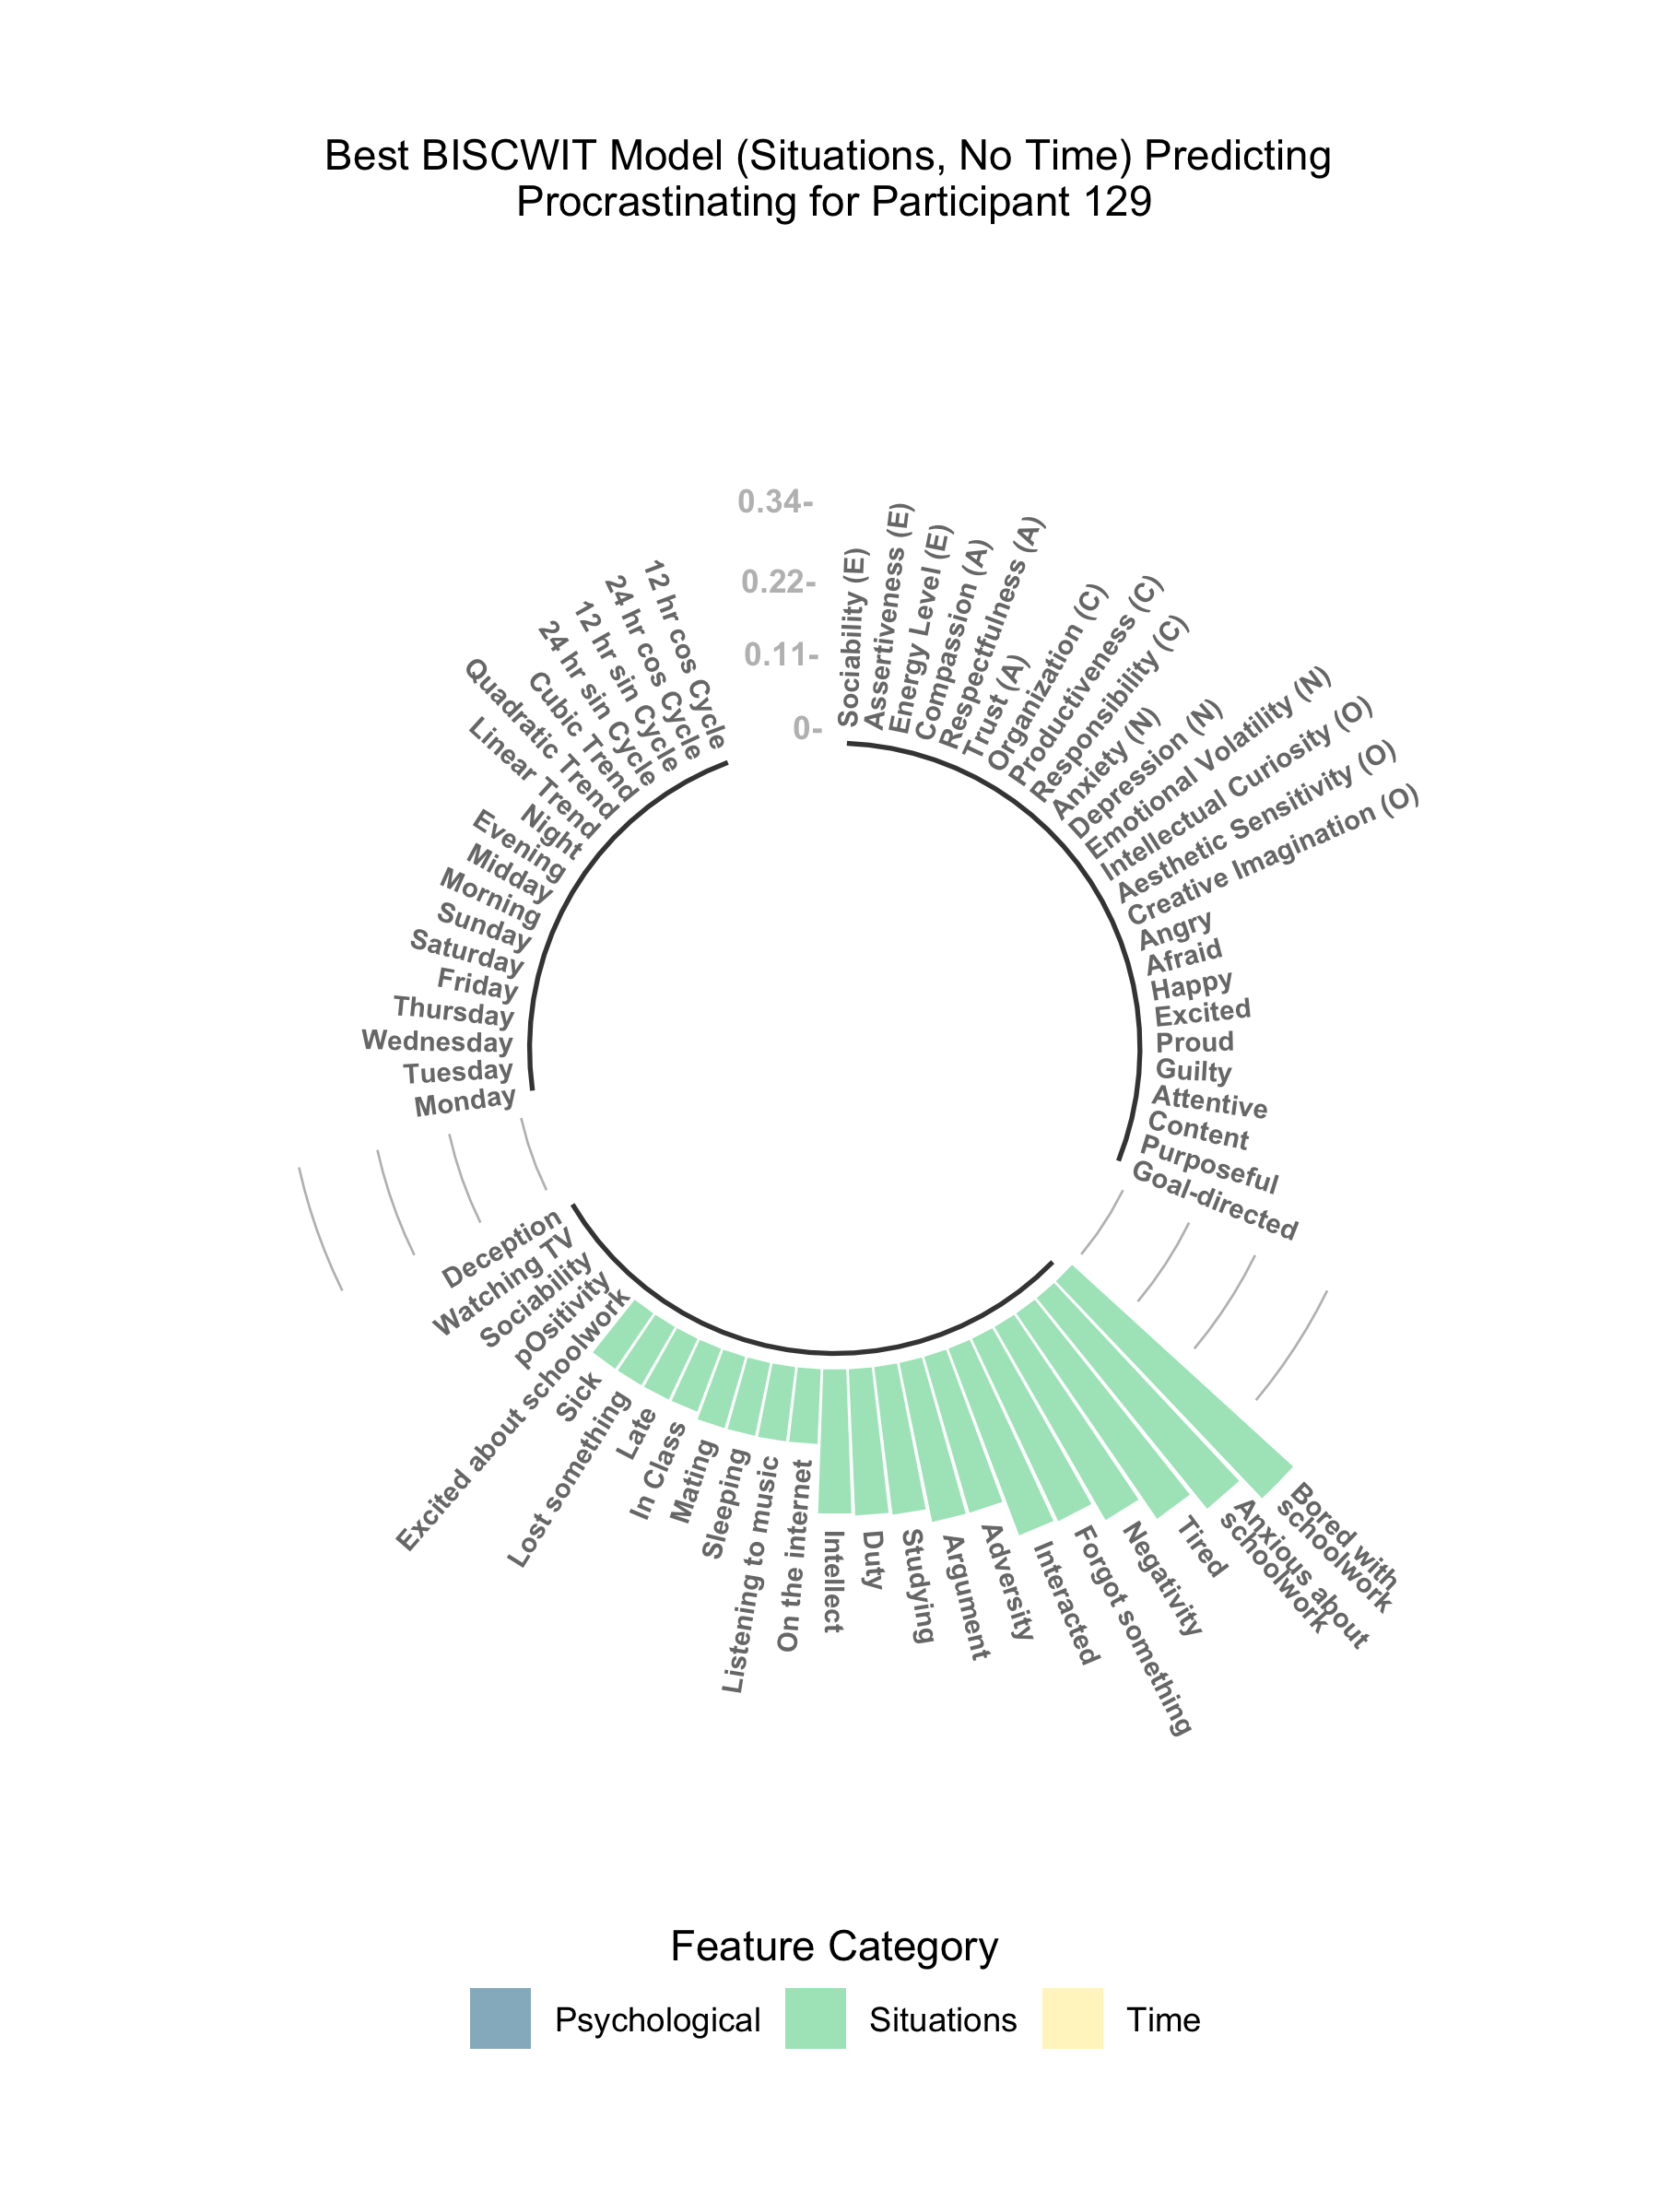 Best BISCWIT Model (Situations, No Time) Predicting
Procrastinating for Participant 129
0.34-
0.22-
0.11-
0-
Sociability (E)
Assertiveness (E)
Energy Level (E)
Compassion (A)
Respectfulness (A)
Trust (A)
Organization (C)
Productiveness (C)
Responsibility (C)
Anxiety (N)
Depression (N)
Emotional Volatility (N)
Intellectual Curiosity (O)
Aesthetic Sensitivity (O)
Creative Imagination (O)
Angry
Afraid
Happy
Excited
Proud
Guilty
Attentive
Content
Purposeful
Goal-directed
Bored with
schoolwork
Anxious about
schoolwork
Tired
Negativity
Forgot something
Interacted
Adversity
Argument
Studying
Duty
Intellect
On the internet
Listening to music
Sleeping
Mating
In Class
Late
Lost something
Sick
Excited about schoolwork
pOsitivity
Sociability
Watching TV
Deception
Monday
Tuesday
Wednesday
Thursday
Friday
Saturday
Sunday
Morning
Midday
Evening
Night
Linear Trend
Quadratic Trend
Cubic Trend
24 hr sin Cycle
12 hr sin Cycle
24 hr cos Cycle
12 hr cos Cycle
Feature Category
Psychological
Situations
Time